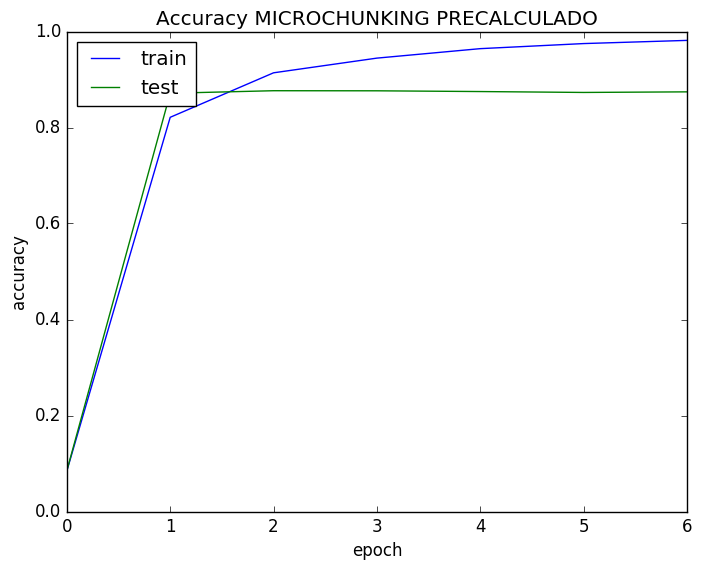 Accuracy MICROCHUNKING PRECALCULADO
1.0
train
test
0.8
0.6
accuracy
0.4
0.2
0.0
0 1 2 3 4 5 6
epoch